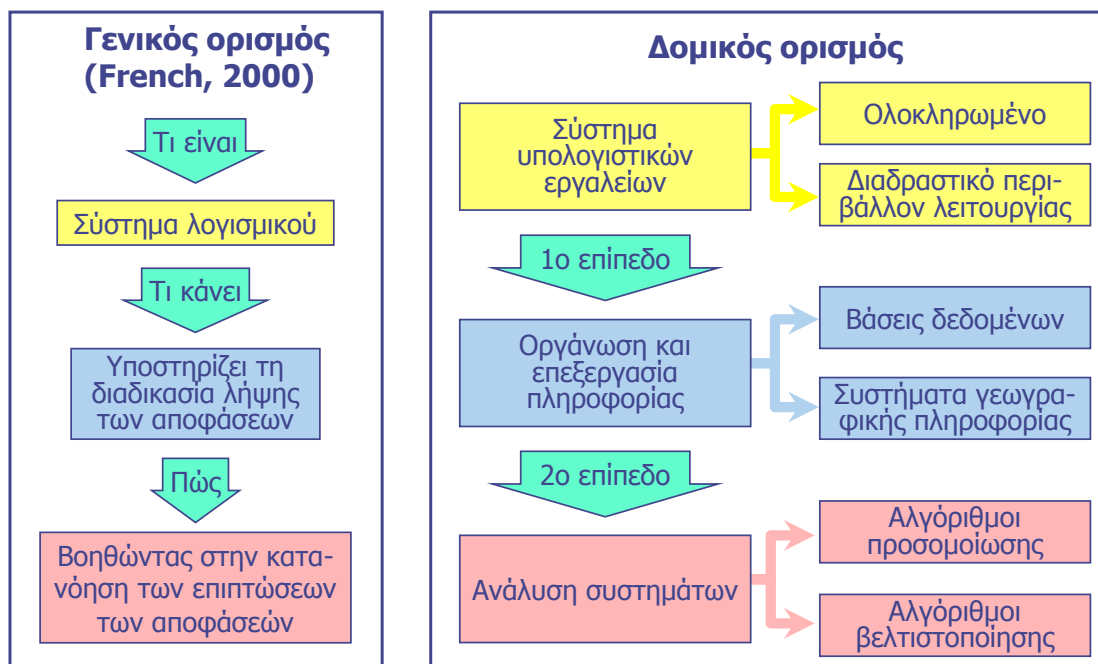 Γενικός ορισμός
(French, 2000)
Τι είναι
Σύστημα λογισμικού
Τι κάνει
Υποστηρίζει τη
διαδικασία λήψης
των αποφάσεων
Πώς
Βοηθώντας στην κατα-
νόηση των επιπτώσεων
των αποφάσεών
Δομικός ορισμός
Σύστημα
υπολογιστικών
εργαλείων
Ολοκληρωμένο
Διαδραστικό περι-
βάλλον λειτουργίας
1ο επίπεδο
Οργάνωση και
επεξεργασία
πληροφορίας
Βάσεις δεδομένων
Συστήματα γεωγρα-
φικής πληροφορίας
2ο επίπεδο
Ανάλυση συστημάτων
Αλγόριθμοι
προσομοίωσης
Αλγόριθμοι
βελτιστοποίησης